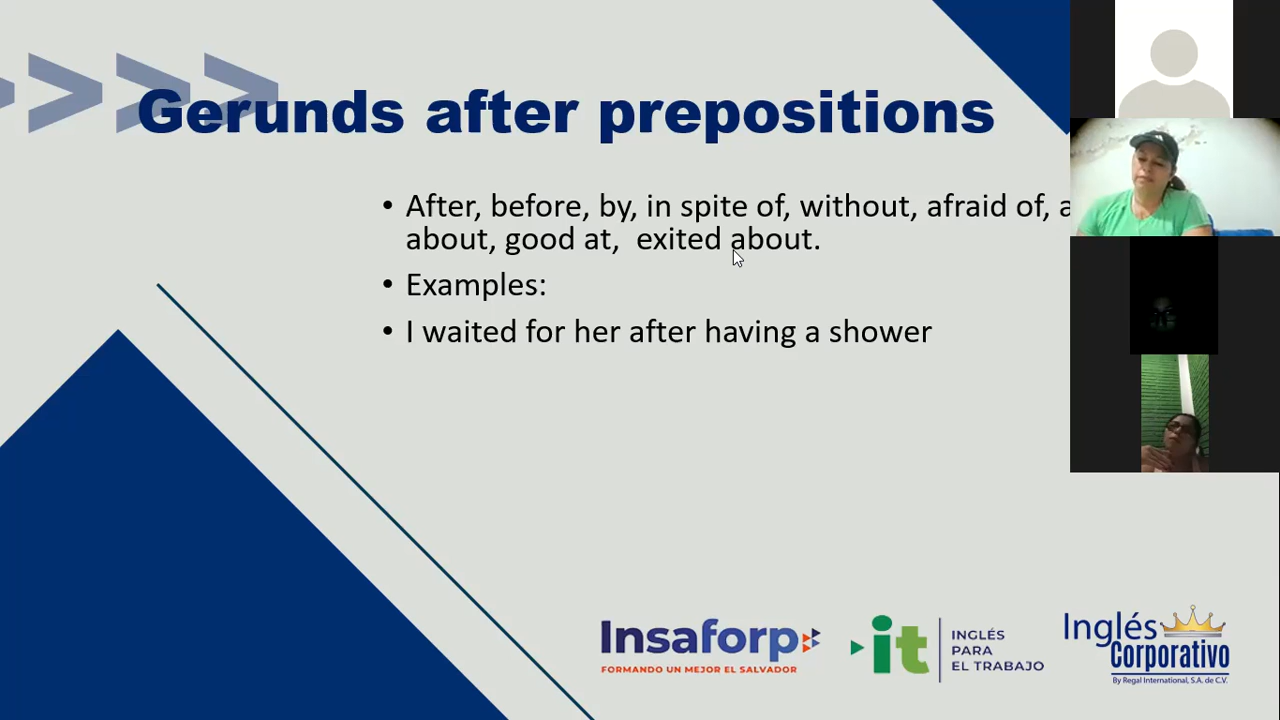 Gerunds after prepositions
• After, before, by, in spite of, without, afraid of,
about, good at, exited about.
• Examples:
• I waited for her after having a shower
Insaforp
FORMANDO UN MEJOR EL SALVADOR
it
INGLÉS
PARA
EL TRABAJO
Inglés
Corporativo
By Regal International, S.A. de C.V.